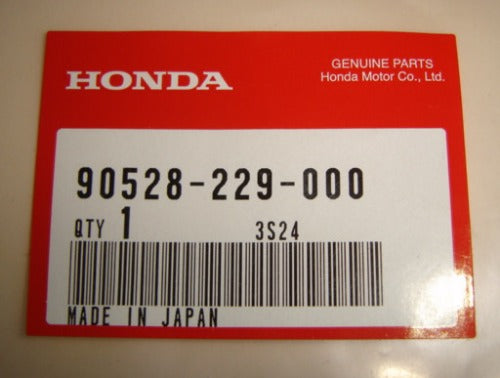 HONDA
GENUINE PARTS
Honda Motor Co., Ltd.
90528-229-000
QTY 1 3S24
MADE IN JAPAN